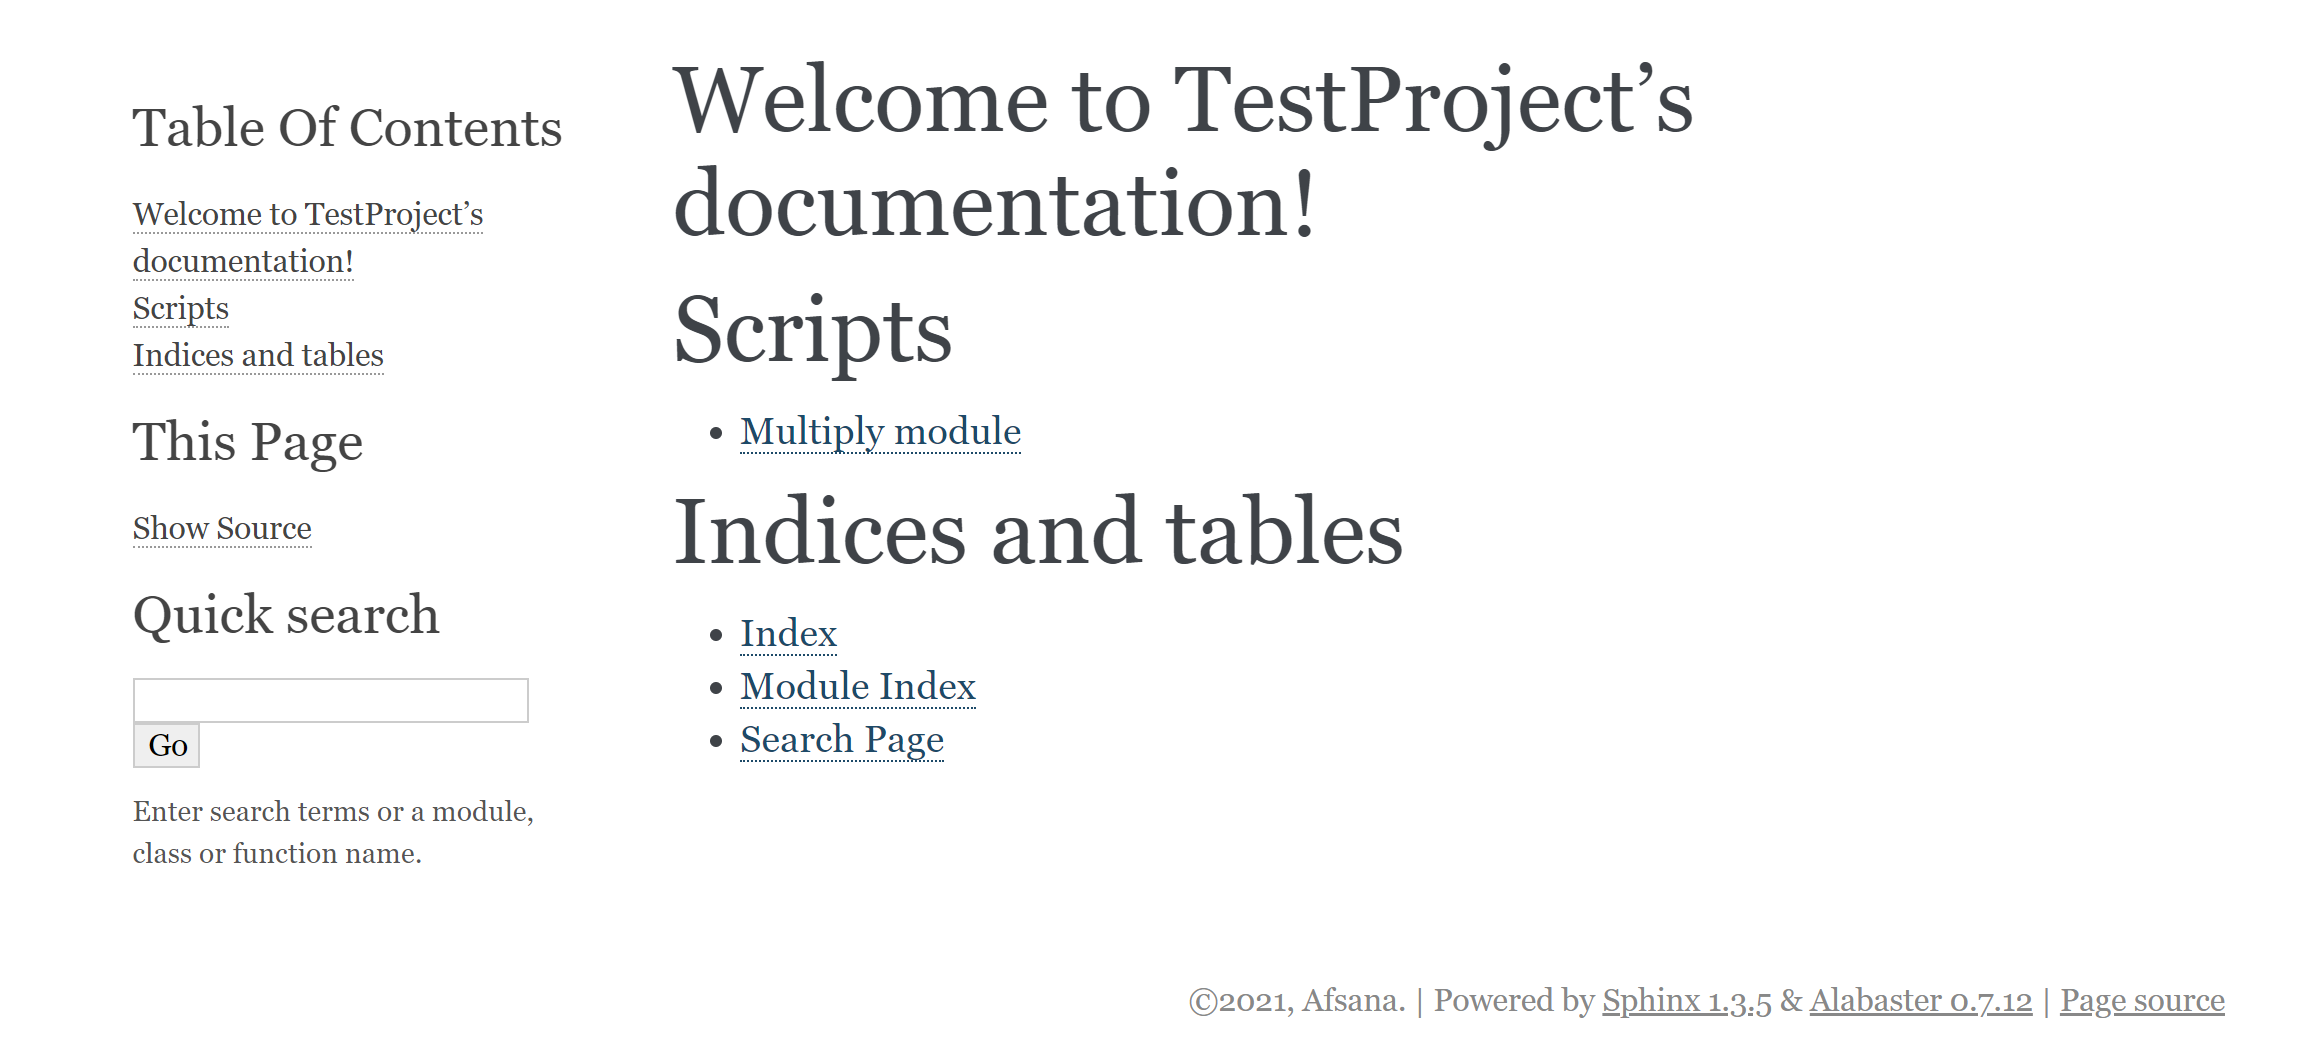 Table Of Contents
Welcome to TestProject’s
documentation!
Scripts
Indices and tables
This Page
Show Source
Quick search
Go
Enter search terms or a module,
class or function name.
Welcome to TestProject’s
documentation!
Scripts
Multiply module
Indices and tables
Index
Module Index
Search Page
©2021, Afsana. | Powered by Sphinx 1.3.5 & Alabaster 0.7.12 | Page source